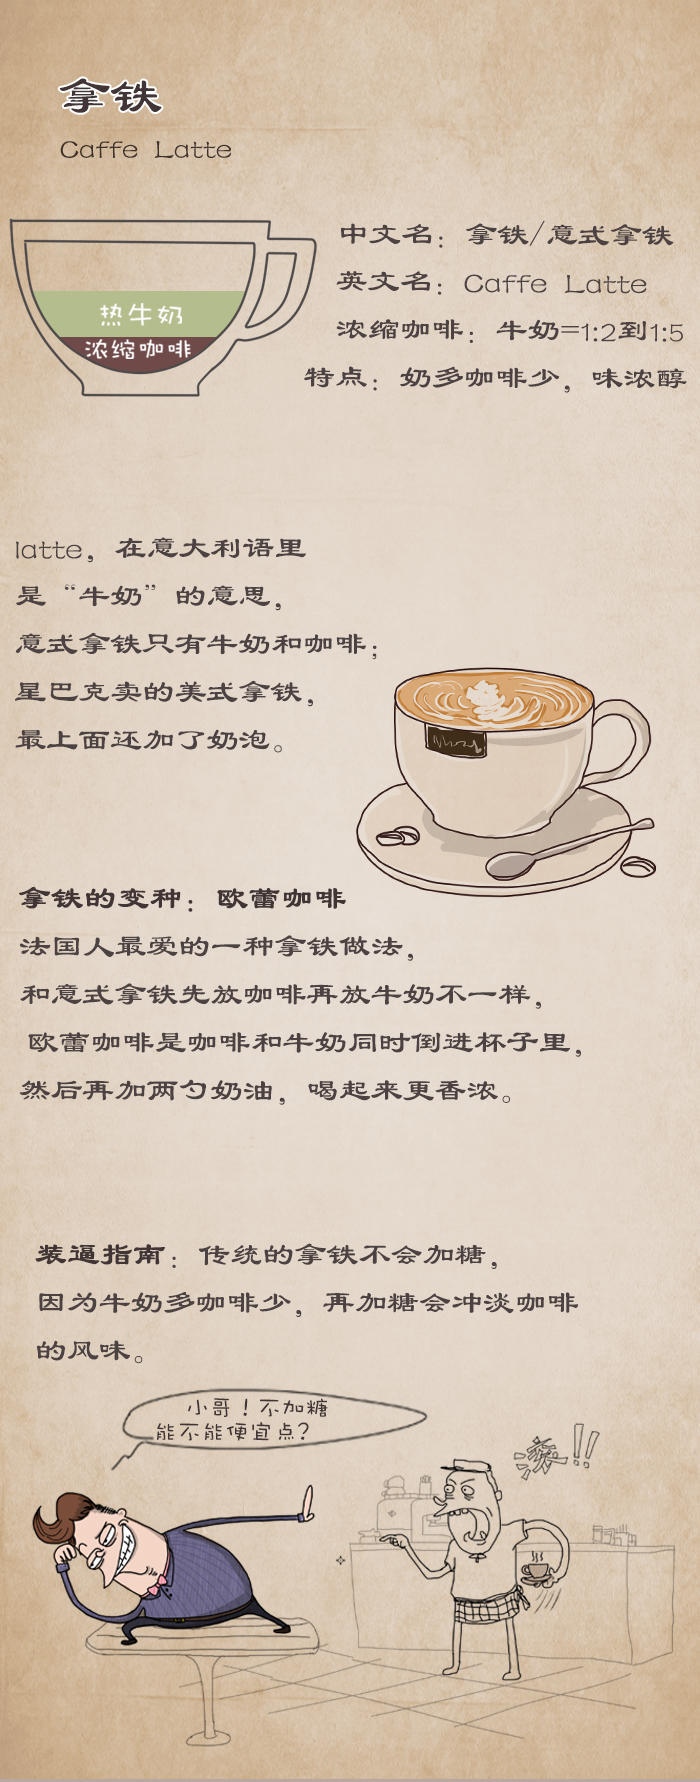 拿铁
Caffe Latte
中文名：拿铁/意式拿铁
英文名：Caffe Latte
浓缩咖啡：牛奶=1:2到1:5
特点：奶多咖啡少，味浓醇
热牛奶
浓缩咖啡
latte，在意大利语里
是“牛奶”的意思，
意式拿铁只有牛奶和咖啡；
星巴克卖的美式拿铁，
最上面还加了奶泡。
拿铁的变种：欧蕾咖啡
法国人最爱的一种拿铁做法，
和意式拿铁先放咖啡再放牛奶不一样，
欧蕾咖啡是咖啡和牛奶同时倒进杯子里，
然后再加两勺奶油，喝起来更香浓。
装逼指南：传统的拿铁不会加糖，
因为牛奶多咖啡少，再加糖会冲淡咖啡
的风味。
小哥！不加糖
能不能便宜点？
滚!!